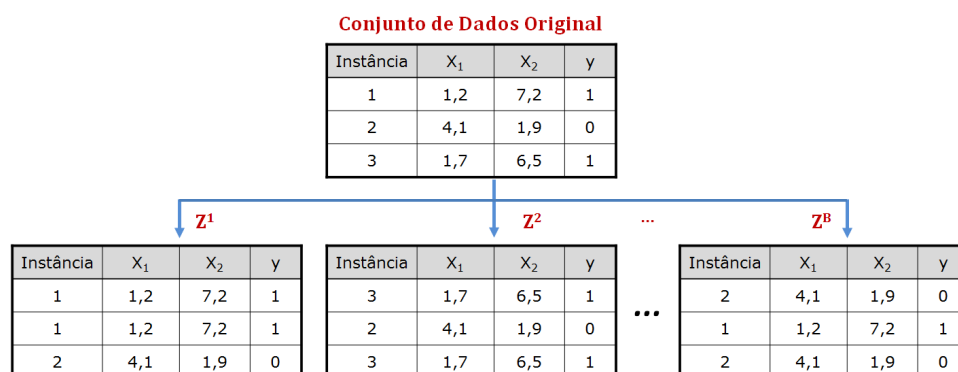 Conjunto de Dados Original
Instância X₁ X₂ y
1 1,2 7,2 1
2 4,1 1,9 0
3 1,7 6,5 1
Z¹ Z² ... Zᴮ
Instância X₁ X₂ y
1 1,2 7,2 1
1 1,2 7,2 1
2 4,1 1,9 0
Instância X₁ X₂ y
3 1,7 6,5 1
2 4,1 1,9 0
3 1,7 6,5 1
...
Instância X₁ X₂ y
2 4,1 1,9 0
1 1,2 7,2 1
2 4,1 1,9 0